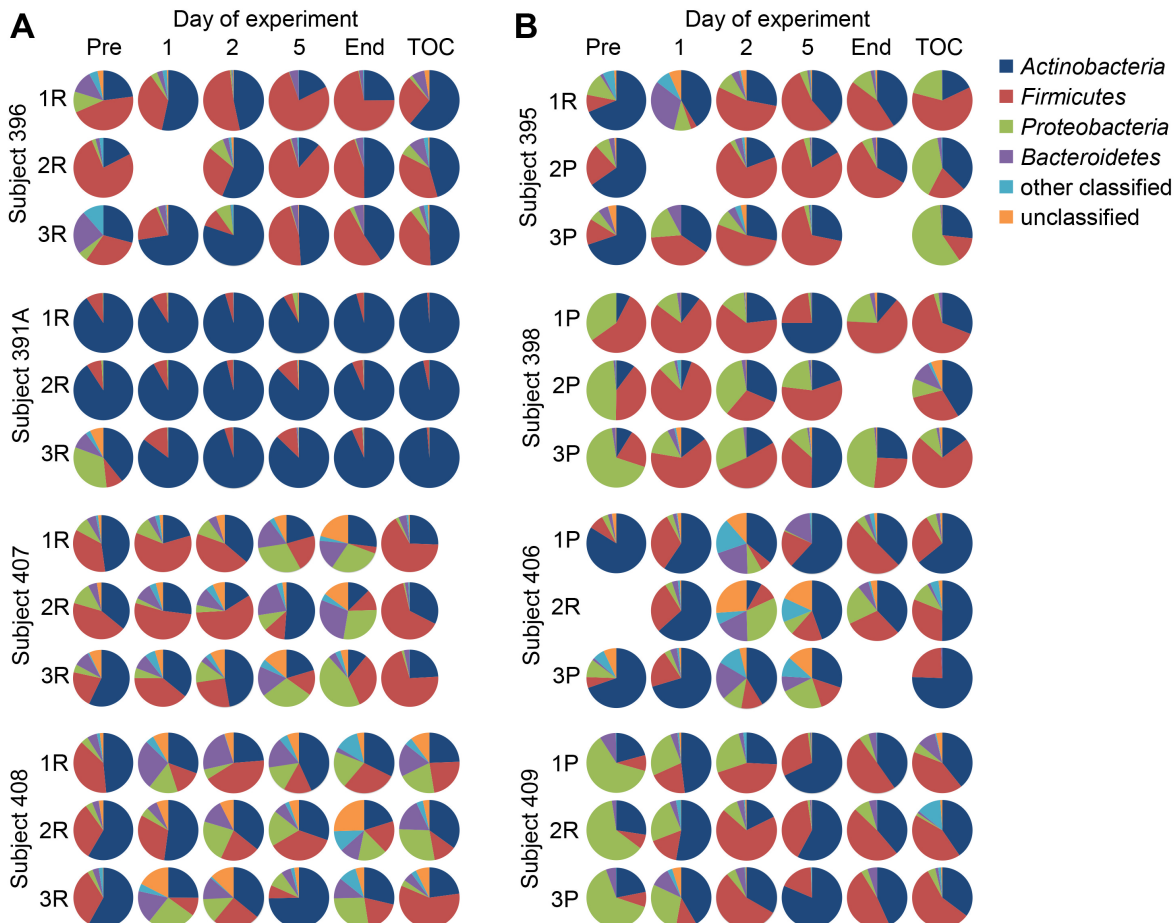 A
Day of experiment
Pre 1 2 5 End TOC
Subject 396
1R
2R
3R
Subject 391A
1R
2R
3R
Subject 407
1R
2R
3R
Subject 408
1R
2R
3R
B
Day of experiment
Pre 1 2 5 End TOC
Subject 395
1R
2P
3P
Subject 398
1P
2P
3P
Subject 406
1P
2R
3P
Subject 409
1P
2R
3P
Actinobacteria
Firmicutes
Proteobacteria
Bacteroidetes
other classified
unclassified